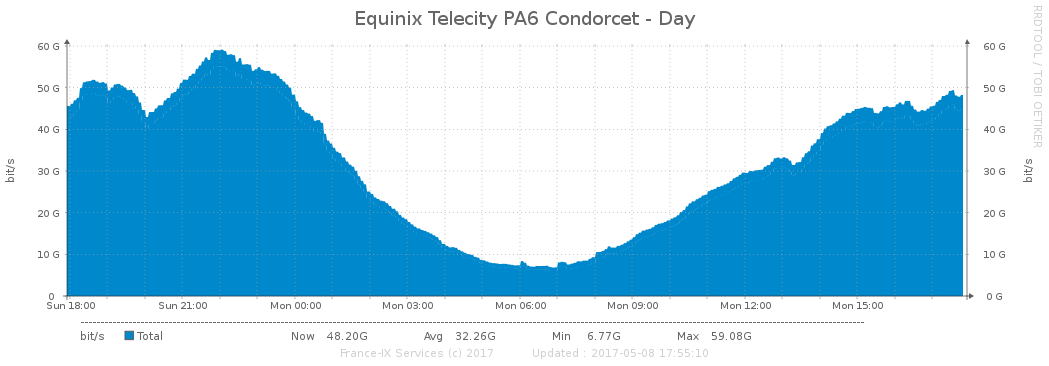 Equinix Telecity PA6 Condorcet - Day
RRDTOOL / TOBI OETIKER
60 G 60 G
50 G 50 G
40 G 40 G
30 G 30 G
20 G 20 G
10 G 10 G
0 0 G
bit/s
bit/s
Sun 18:00 Sun 21:00 Mon 00:00 Mon 03:00 Mon 06:00 Mon 09:00 Mon 12:00 Mon 15:00
bit/s Total Now 48.20G Avg 32.26G Min 6.77G Max 59.08G
France-IX Services (c) 2017 Updated : 2017-05-08 17:55:10